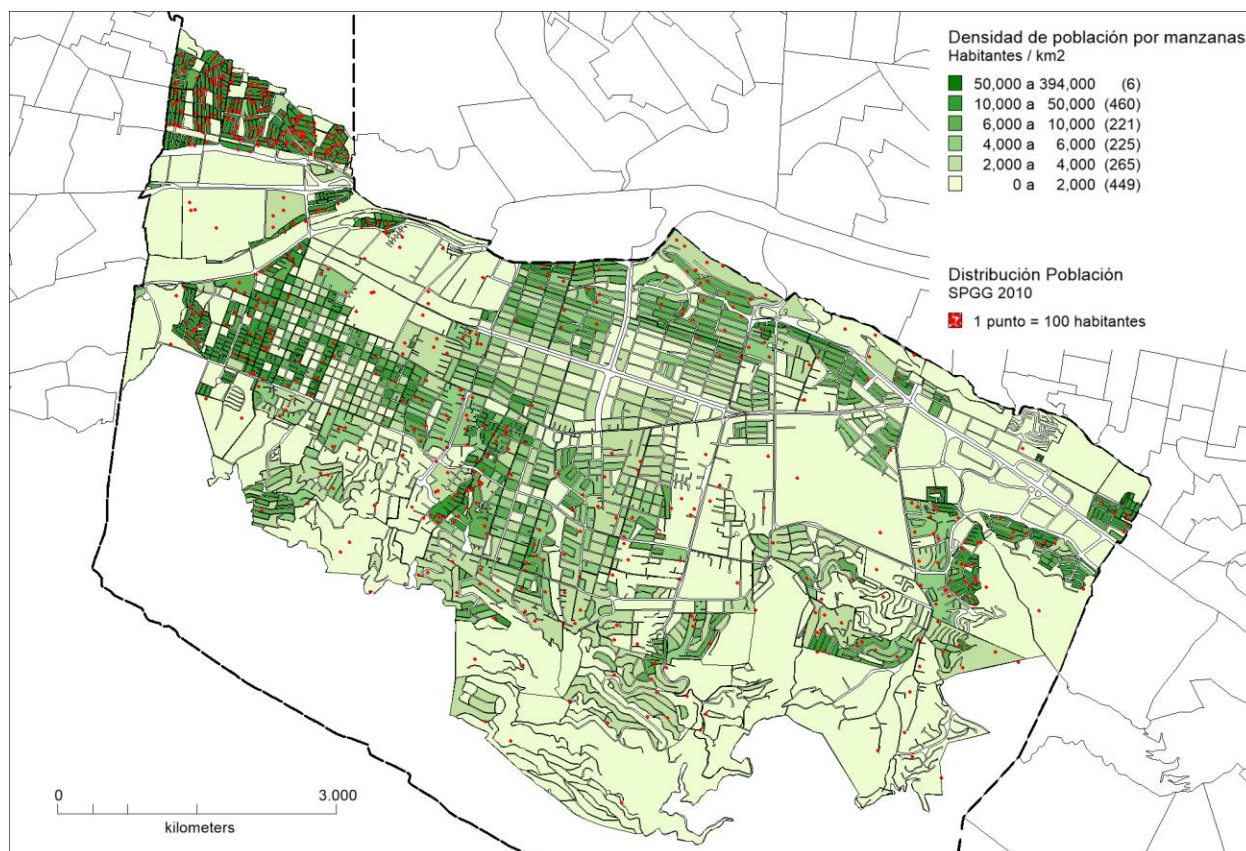 Densidad de población por manzanas
Habitantes / km2
50,000 a 394,000 (6)
10,000 a 50,000 (460)
6,000 a 10,000 (221)
4,000 a 6,000 (225)
2,000 a 4,000 (265)
0 a 2,000 (449)
Distribución Población
SPGG 2010
1 punto = 100 habitantes
0 3.000
kilometers